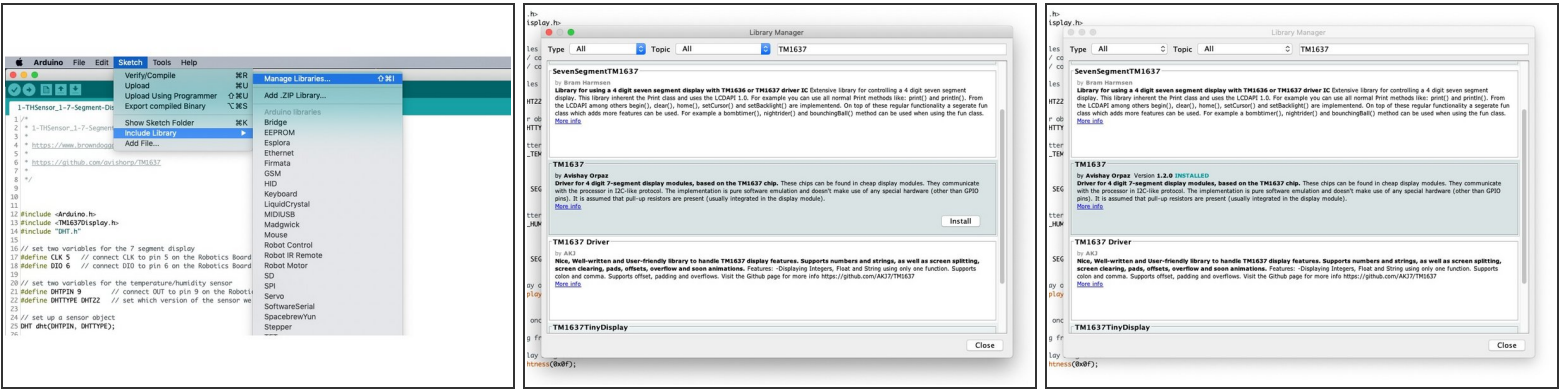 Arduino File Edit Sketch Tools Help
Verify/Compile ⌘R
Upload ⌘U
Upload Using Programmer ⇧⌘U
Export compiled Binary ⌥⌘S
Show Sketch Folder ⌘K
Include Library
Add File...
Manage Libraries... ⇧⌘I
Add .ZIP Library...
Arduino libraries
Bridge
EEPROM
Esplora
Ethernet
Firmata
GSM
HID
Keyboard
LiquidCrystal
MIDIUSB
Madgwick
Mouse
Robot Control
Robot IR Remote
Robot Motor
SD
SPI
Servo
SoftwareSerial
SpacebrewYun
Stepper
1-THSensor_1-7-Segment-Dis
1 /*
2 * 1-THSensor_1-7-Segment
3 *
4 * https://www.browndogg
5 *
6 * https://github.com/avishorp/TM1637
7 *
8 */
9
10
11
12 #include <Arduino.h>
13 #include <TM1637Display.h>
14 #include "DHT.h"
15
16 // set two variables for the 7 segment display
17 #define CLK 5 // connect CLK to pin 5 on the Robotics Board
18 #define DIO 6 // connect DIO to pin 6 on the Robotics Board
19
20 // set two variables for the temperature/humidity sensor
21 #define DHTPIN 9 // connect OUT to pin 9 on the Roboti
22 #define DHTTYPE DHT22 // set which version of the sensor we
23
24 // set up a sensor object
25 DHT dht(DHTPIN, DHTTYPE);
26
.h>
isplay.h>
Library Manager
Type All Topic All TM1637
SevenSegmentTM1637
by Bram Harmsen
Library for using a 4 digit seven segment display with TM1636 or TM1637 driver IC Extensive library for controlling a 4 digit seven segment
display. This library inherent the Print class and uses the LCDAPI 1.0. For example you can use all normal Print methods like: print() and println(). From
the LCDAPI among others begin(), clear(), home(), setCursor() and setBacklight() are implemented. On top of these regular functionality a segerate fun
class which adds more features can be used. For example a bombtimer(), nightrider() and bounchingBall() method can be used when using the fun class.
More info
TM1637
by Avishay Orpaz
Driver for 4 digit 7-segment display modules, based on the TM1637 chip. These chips can be found in cheap display modules. They communicate
with the processor in I2C-like protocol. The implementation is pure software emulation and doesn't make use of any special hardware (other than GPIO
pins). It is assumed that pull-up resistors are present (usually integrated in the display module).
More info
Install
TM1637 Driver
by AKJ
Nice, Well-written and User-friendly library to handle TM1637 display features. Supports numbers and strings, as well as screen splitting,
screen clearing, pads, offsets, overflow and soon animations. Features: -Displaying Integers, Float and String using only one function. Supports
colon and comma. Supports offset, padding and overflows. Visit the Github page for more info https://github.com/AKJ7/TM1637
More info
TM1637TinyDisplay
Close
htness(0x0f);
.h>
isplay.h>
Library Manager
Type All Topic All TM1637
SevenSegmentTM1637
by Bram Harmsen
Library for using a 4 digit seven segment display with TM1636 or TM1637 driver IC Extensive library for controlling a 4 digit seven segment
display. This library inherent the Print class and uses the LCDAPI 1.0. For example you can use all normal Print methods like: print() and println(). From
the LCDAPI among others begin(), clear(), home(), setCursor() and setBacklight() are implemented. On top of these regular functionality a segerate fun
class which adds more features can be used. For example a bombtimer(), nightrider() and bounchingBall() method can be used when using the fun class.
More info
TM1637
by Avishay Orpaz Version 1.2.0 INSTALLED
Driver for 4 digit 7-segment display modules, based on the TM1637 chip. These chips can be found in cheap display modules. They communicate
with the processor in I2C-like protocol. The implementation is pure software emulation and doesn't make use of any special hardware (other than GPIO
pins). It is assumed that pull-up resistors are present (usually integrated in the display module).
More info
TM1637 Driver
by AKJ
Nice, Well-written and User-friendly library to handle TM1637 display features. Supports numbers and strings, as well as screen splitting,
screen clearing, pads, offsets, overflow and soon animations. Features: -Displaying Integers, Float and String using only one function. Supports
colon and comma. Supports offset, padding and overflows. Visit the Github page for more info https://github.com/AKJ7/TM1637
More info
TM1637TinyDisplay
Close
htness(0x0f);